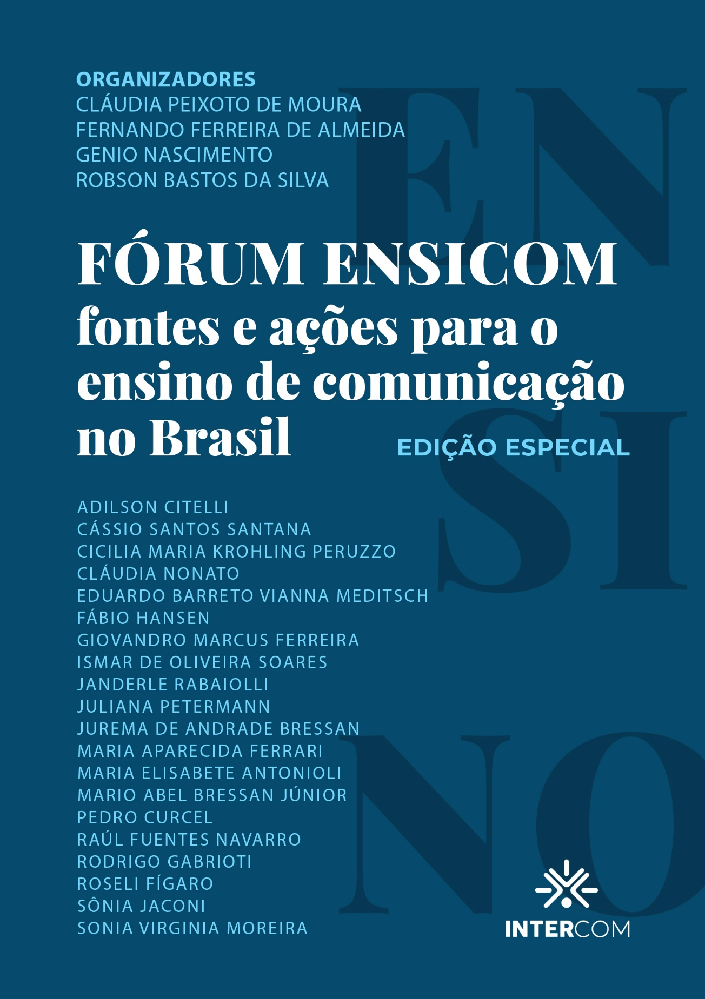 ORGANIZADORES
CLÁUDIA PEIXOTO DE MOURA
FERNANDO FERREIRA DE ALMEIDA
GENIO NASCIMENTO
ROBSON BASTOS DA SILVA
EN
FÓRUM ENSICOM
fontes e ações para o
ensino de comunicação
no Brasil
EDIÇÃO ESPECIAL
SI
ADILSON CITELLI
CÁSSIO SANTOS SANTANA
CICILIA MARIA KROHLING PERUZZO
CLÁUDIA NONATO
EDUARDO BARRETO VIANNA MEDITSCH
FÁBIO HANSEN
GIOVANDRO MARCUS FERREIRA
ISMAR DE OLIVEIRA SOARES
JANDERLE RABAIOLLI
JULIANA PETERMANN
JUREMA DE ANDRADE BRESSAN
MARIA APARECIDA FERRARI
MARIA ELISABETE ANTONIOLI
MARIO ABEL BRESSAN JÚNIOR
PEDRO CURCEL
RAÚL FUENTES NAVARRO
RODRIGO GABRIOTI
ROSELI FÍGARO
SÔNIA JACONI
SONIA VIRGINIA MOREIRA
NO
INTERCOM